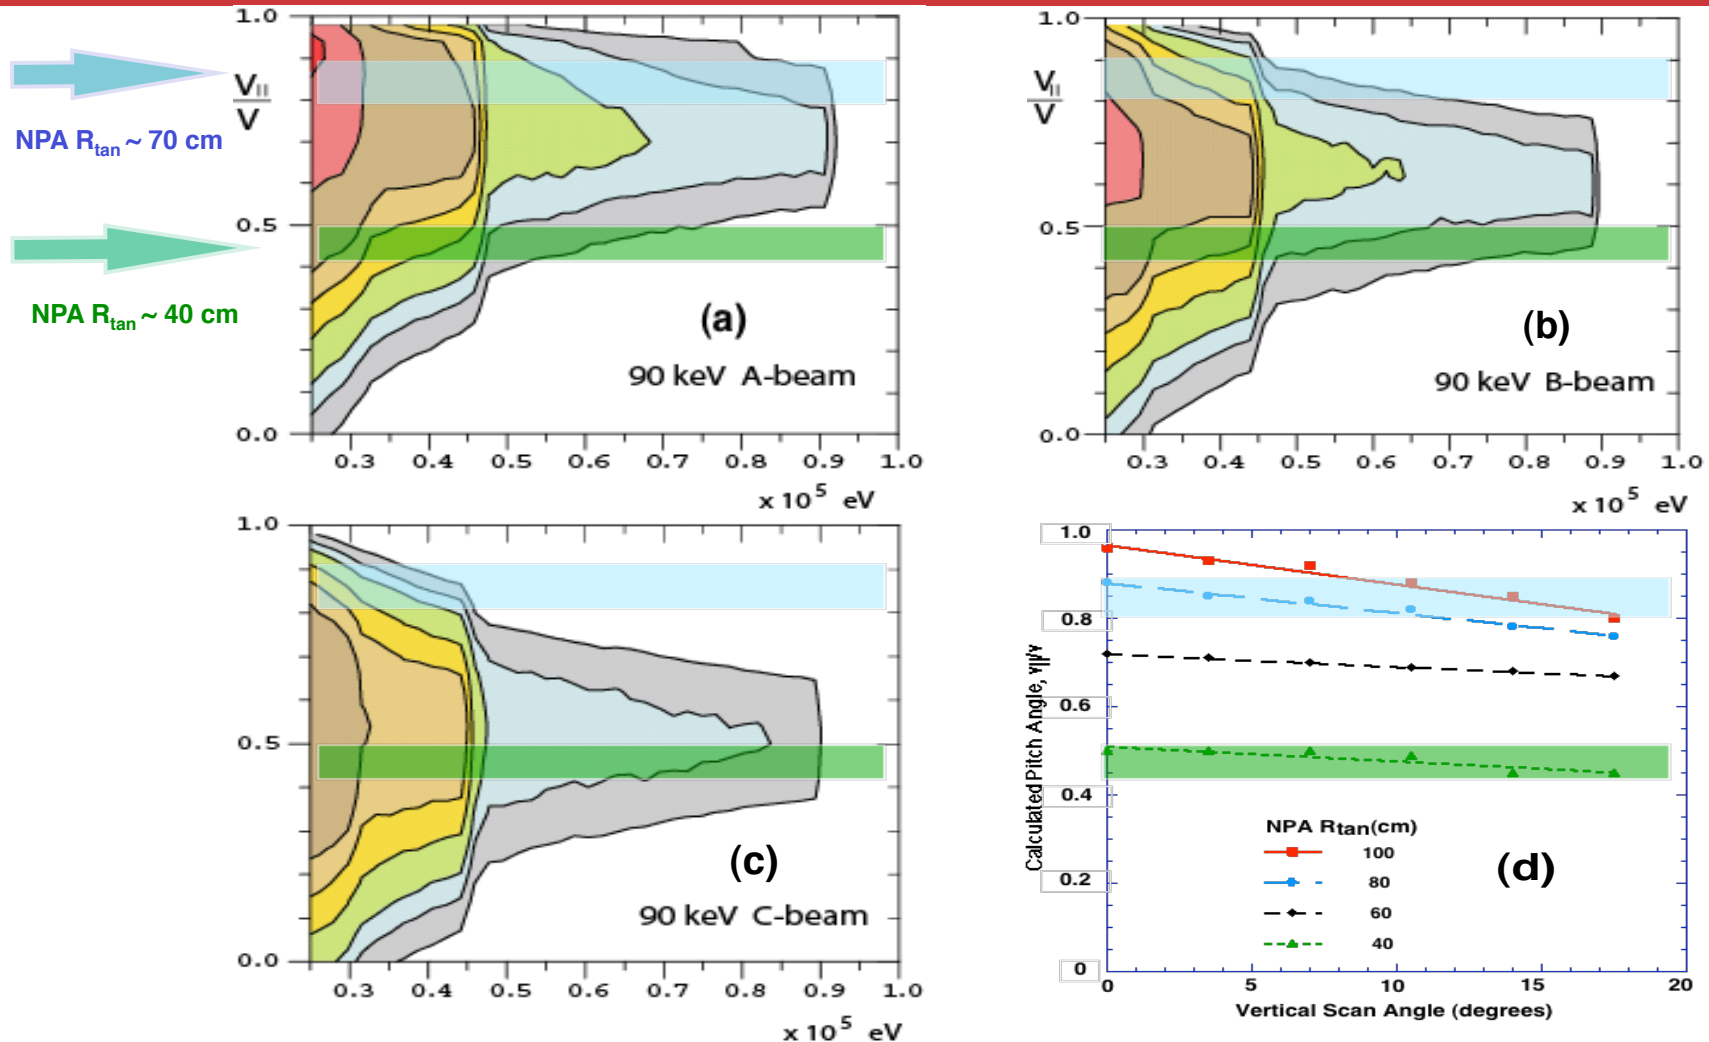 NPA Rtan ~ 70 cm
NPA Rtan ~ 40 cm
V||
V
1.0
0.5
0.0
(a)
90 keV A-beam
0.3 0.4 0.5 0.6 0.7 0.8 0.9 1.0
x 10^5 eV
V||
V
1.0
0.5
0.0
(b)
90 keV B-beam
0.3 0.4 0.5 0.6 0.7 0.8 0.9 1.0
x 10^5 eV
1.0
0.5
0.0
(c)
90 keV C-beam
0.3 0.4 0.5 0.6 0.7 0.8 0.9 1.0
x 10^5 eV
Calculated Pitch Angle, v||/v
1.0
0.8
0.6
0.4
0.2
0
NPA Rtan(cm)
100
80
60
40
(d)
0 5 10 15 20
Vertical Scan Angle (degrees)